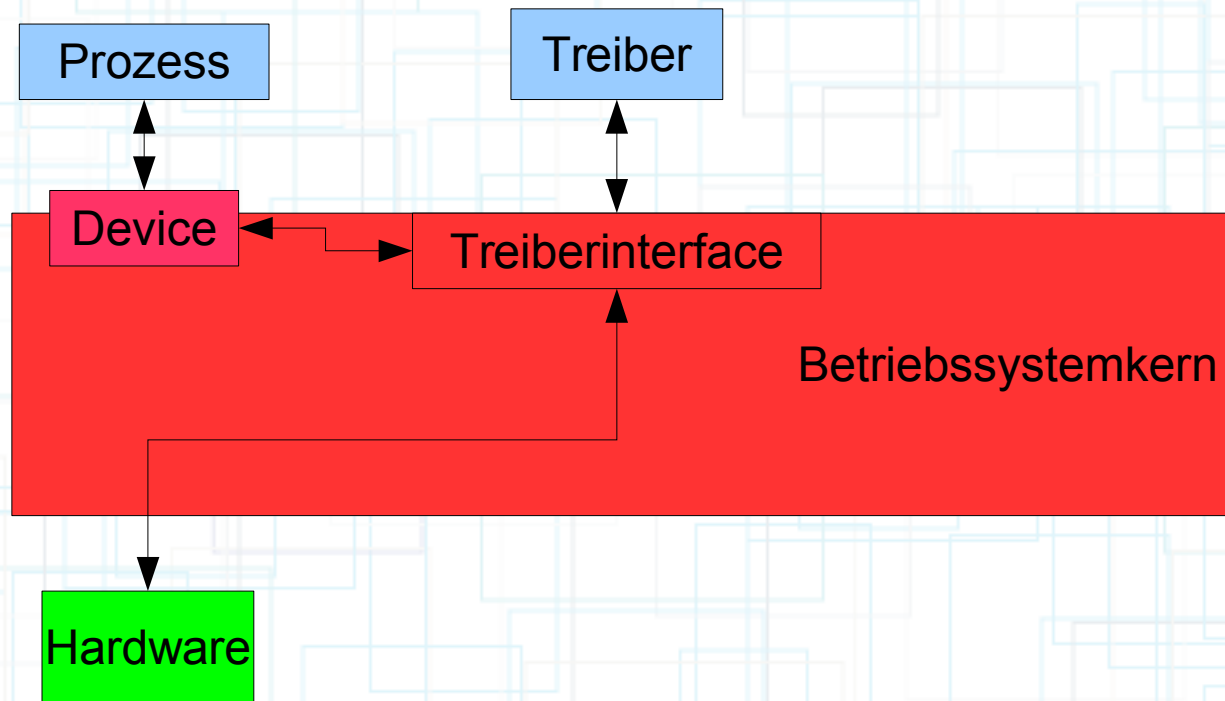 Prozess
Treiber
Device
Treiberinterface
Betriebssystemkern
Hardware